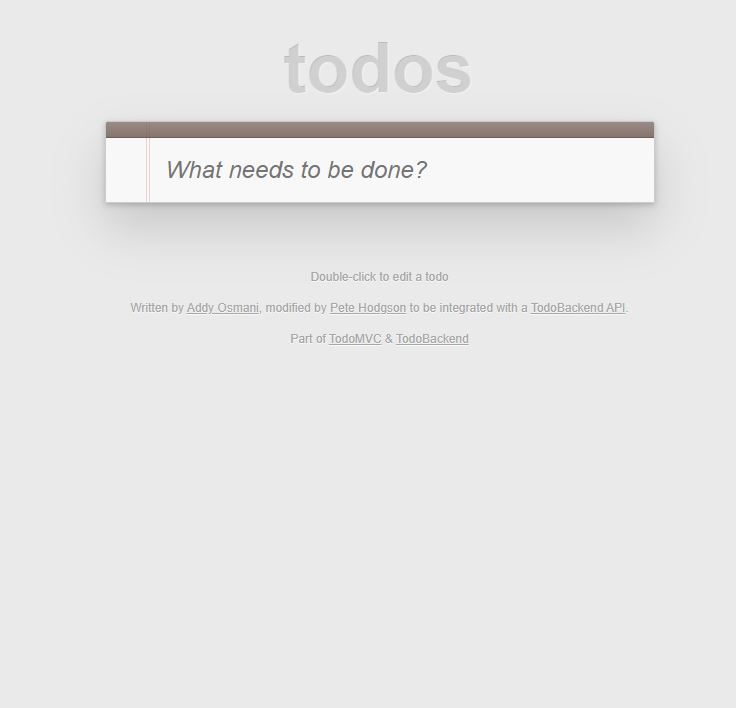 todos
What needs to be done?
Double-click to edit a todo
Written by Addy Osmani, modified by Pete Hodgson to be integrated with a TodoBackend API.
Part of TodoMVC & TodoBackend